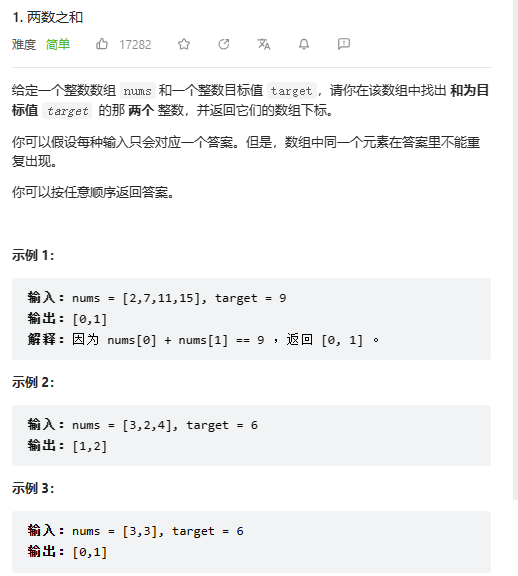 1. 两数之和
难度 简单 17282
给定一个整数数组 nums 和一个整数目标值 target，请你在该数组中找出 和为目
标值 target 的那 两个 整数，并返回它们的数组下标。
你可以假设每种输入只会对应一个答案。但是，数组中同一个元素在答案里不能重
复出现。
你可以按任意顺序返回答案。
示例 1：
输入：nums = [2,7,11,15], target = 9
输出：[0,1]
解释：因为 nums[0] + nums[1] == 9 ，返回 [0, 1] 。
示例 2：
输入：nums = [3,2,4], target = 6
输出：[1,2]
示例 3：
输入：nums = [3,3], target = 6
输出：[0,1]